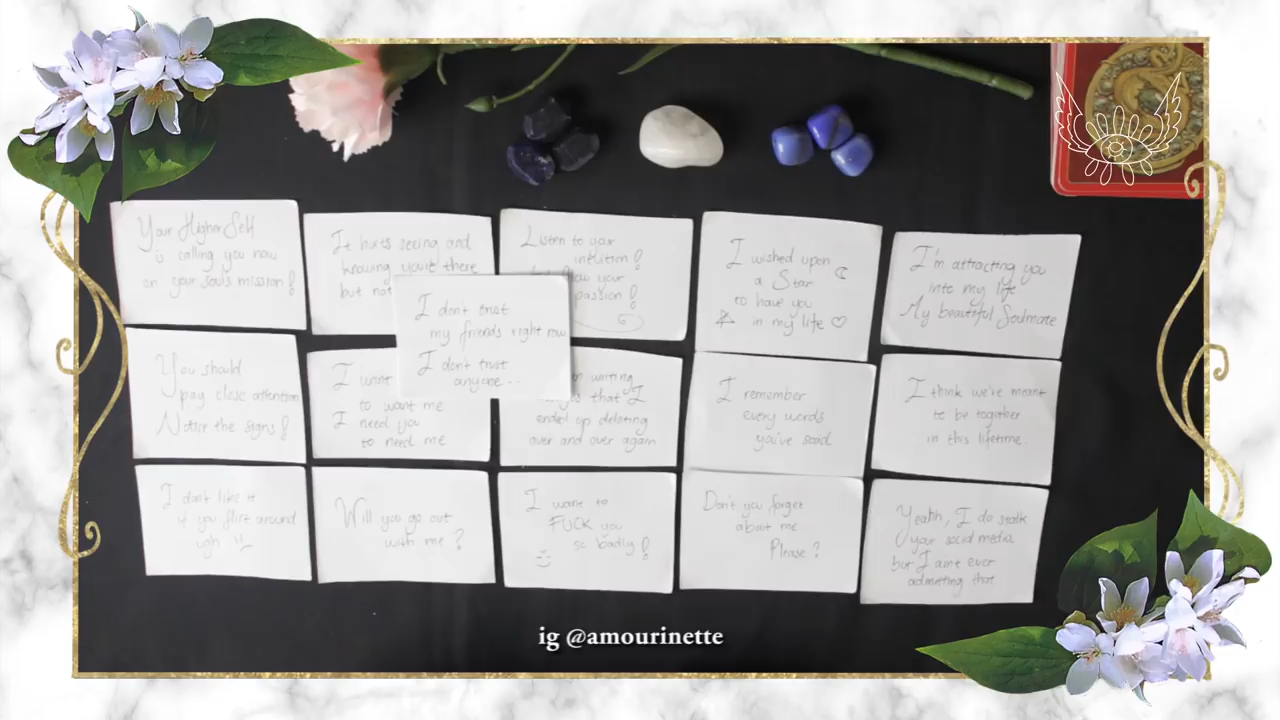 Your Higher Self
is calling you now
on your souls mission!
It hurts seeing and
knowing you're there
but not
Listen to your
intuition!
your
passion!
I wished upon
a Star
to have you
in my life
I'm attracting you
into my life
My beautiful Soulmate
I don't trust
my friends right now
I don't trust
anyone...
You should
pay close attention
Notice the signs!
I want
to want me
I need you
to need me
writing
that I
ended up deleting
over and over again
I remember
every words
you've said
I think we're meant
to be together
in this lifetime.
I don't like it
if you flirt around
ugh
Will you go out
with me?
I want to
FUCK you
so badly!
Don't you forget
about me
Please?
Yeahh, I do stalk
your social media
but I aint ever
admitting that
ig @amourinette